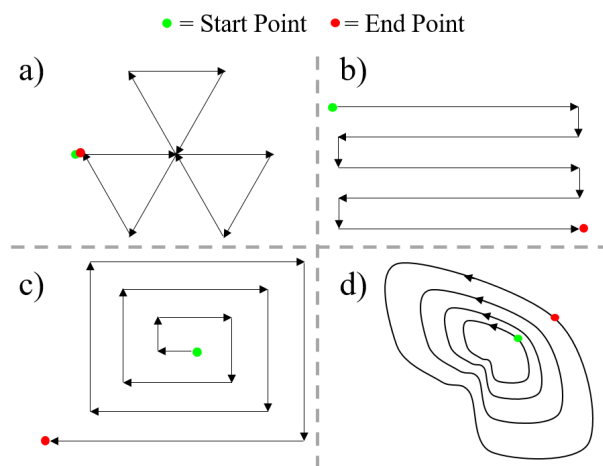 = Start Point = End Point
a)
b)
c)
d)